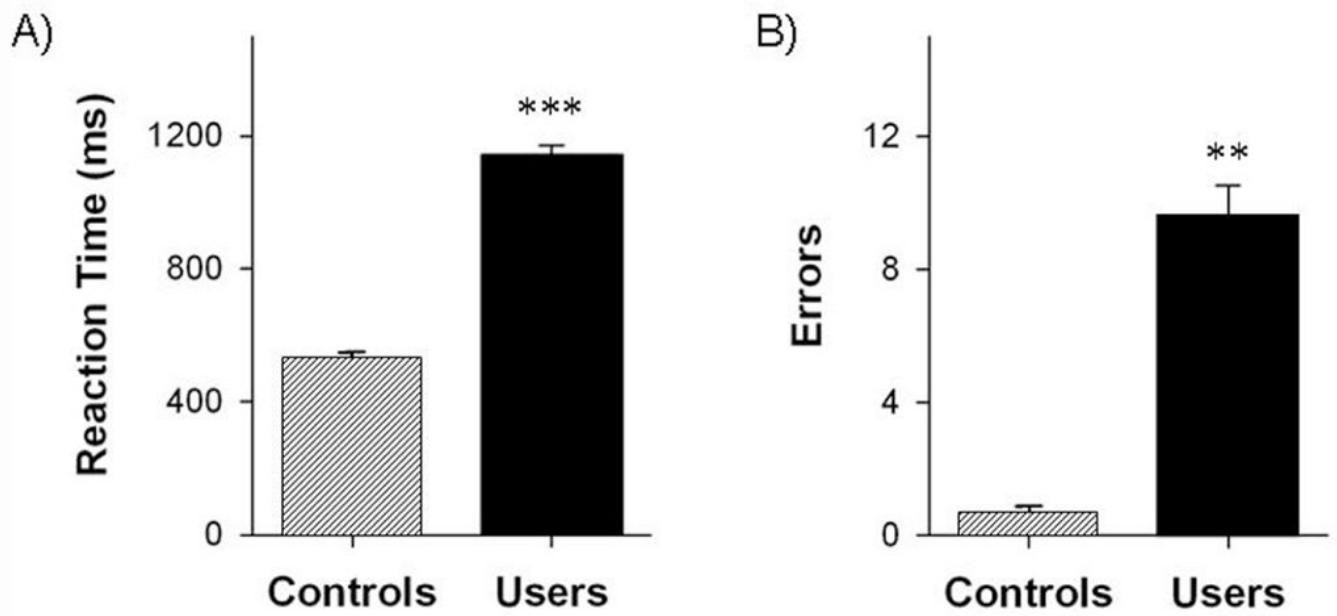 A)
Reaction Time (ms)
1200
800
400
0
***
Controls Users
B)
Errors
12
8
4
0
**
Controls Users